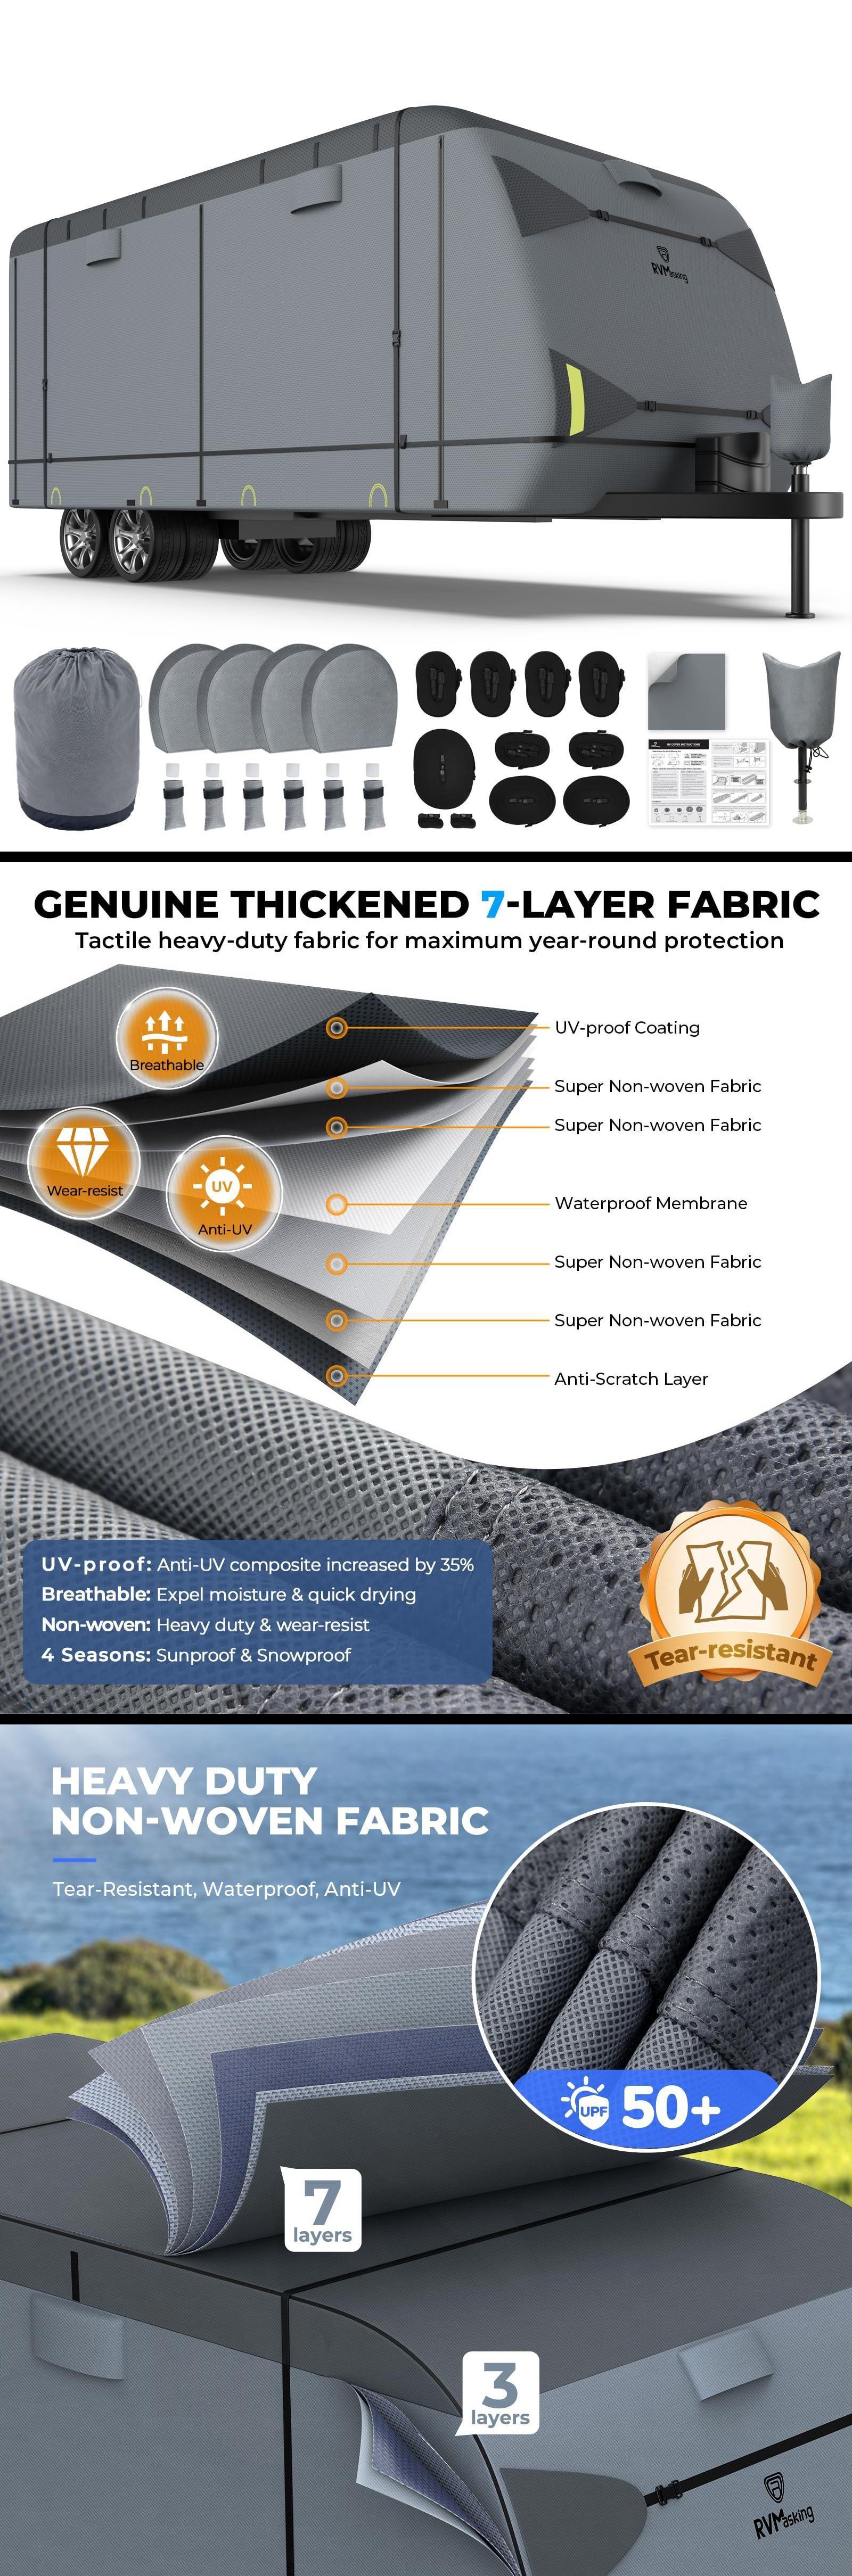 RVMasking
RV COVER INSTRUCTIONS
GENUINE THICKENED 7-LAYER FABRIC
Tactile heavy-duty fabric for maximum year-round protection
Breathable
Wear-resist
UV
Anti-UV
UV-proof Coating
Super Non-woven Fabric
Super Non-woven Fabric
Waterproof Membrane
Super Non-woven Fabric
Super Non-woven Fabric
Anti-Scratch Layer
UV-proof: Anti-UV composite increased by 35%
Breathable: Expel moisture & quick drying
Non-woven: Heavy duty & wear-resist
4 Seasons: Sunproof & Snowproof
Tear-resistant
HEAVY DUTY
NON-WOVEN FABRIC
Tear-Resistant, Waterproof, Anti-UV
UPF 50+
7
layers
3
layers
RVMasking